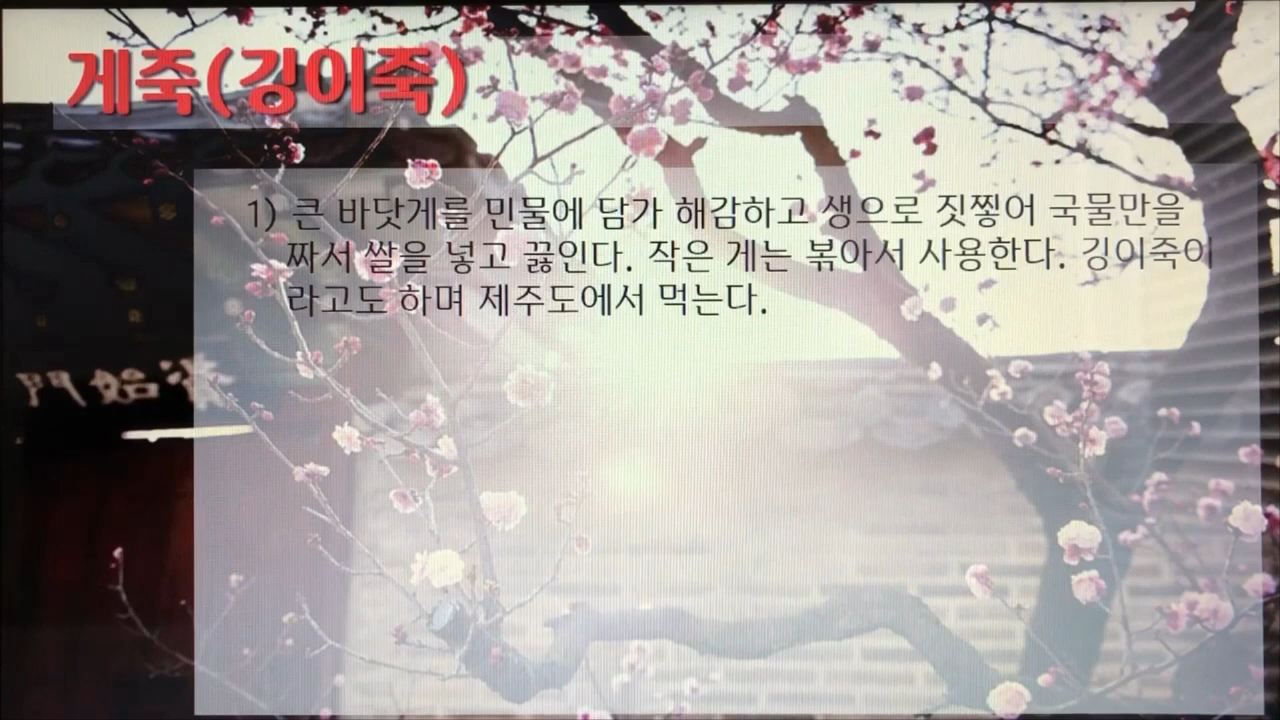 게죽(깅이죽)
1) 큰 바닷게를 민물에 담가 해감하고 생으로 짓찧어 국물만을
짜서 쌀을 넣고 끓인다. 작은 게는 볶아서 사용한다. 깅이죽이
라고도 하며 제주도에서 먹는다.